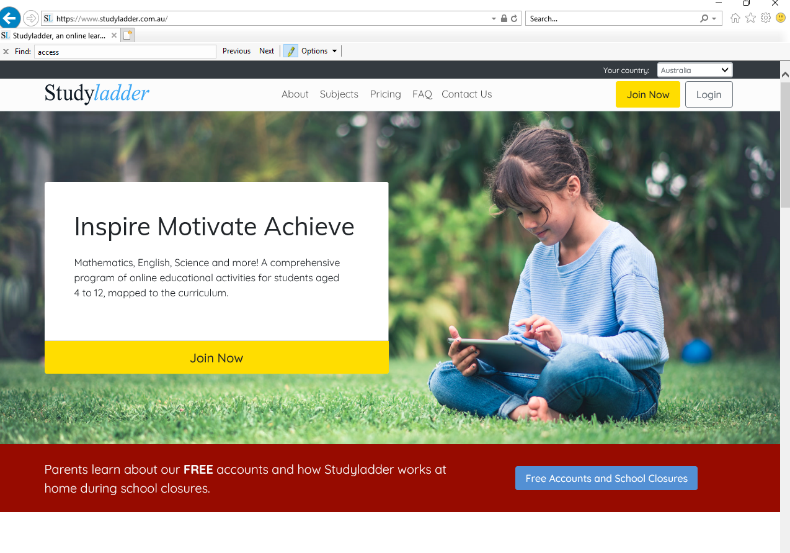 https://www.studyladder.com.au/
Search...
SL Studyladder, an online lear...
Find: access Previous Next Options
Your country: Australia
Studyladder About Subjects Pricing FAQ Contact Us Join Now Login
Inspire Motivate Achieve
Mathematics, English, Science and more! A comprehensive
program of online educational activities for students aged
4 to 12, mapped to the curriculum.
Join Now
Parents learn about our FREE accounts and how Studyladder works at
home during school closures.
Free Accounts and School Closures